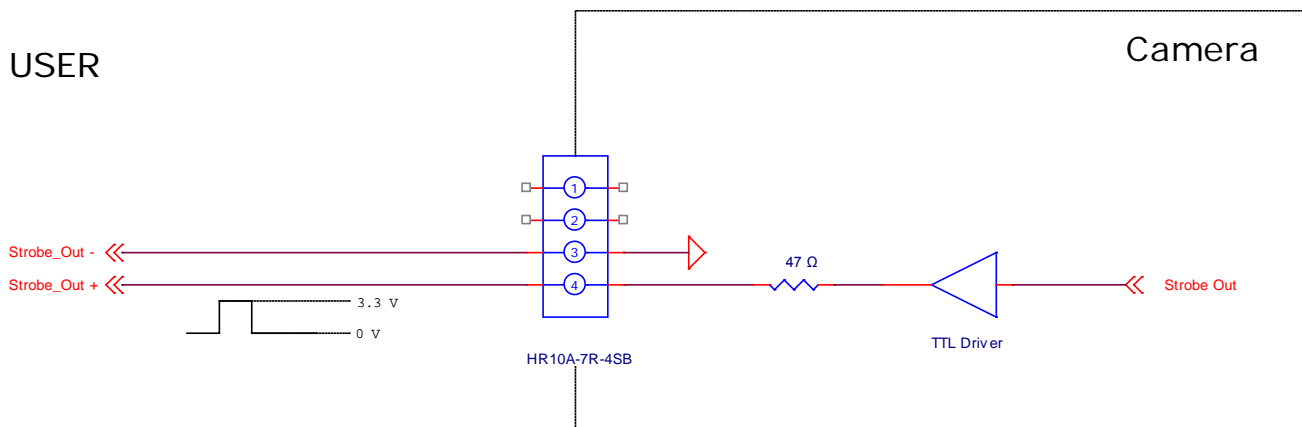 USER
Camera
1
2
Strobe_Out -
3
47 Ω
Strobe_Out +
4
Strobe Out
3.3 V
0 V
TTL Driver
HR10A-7R-4SB